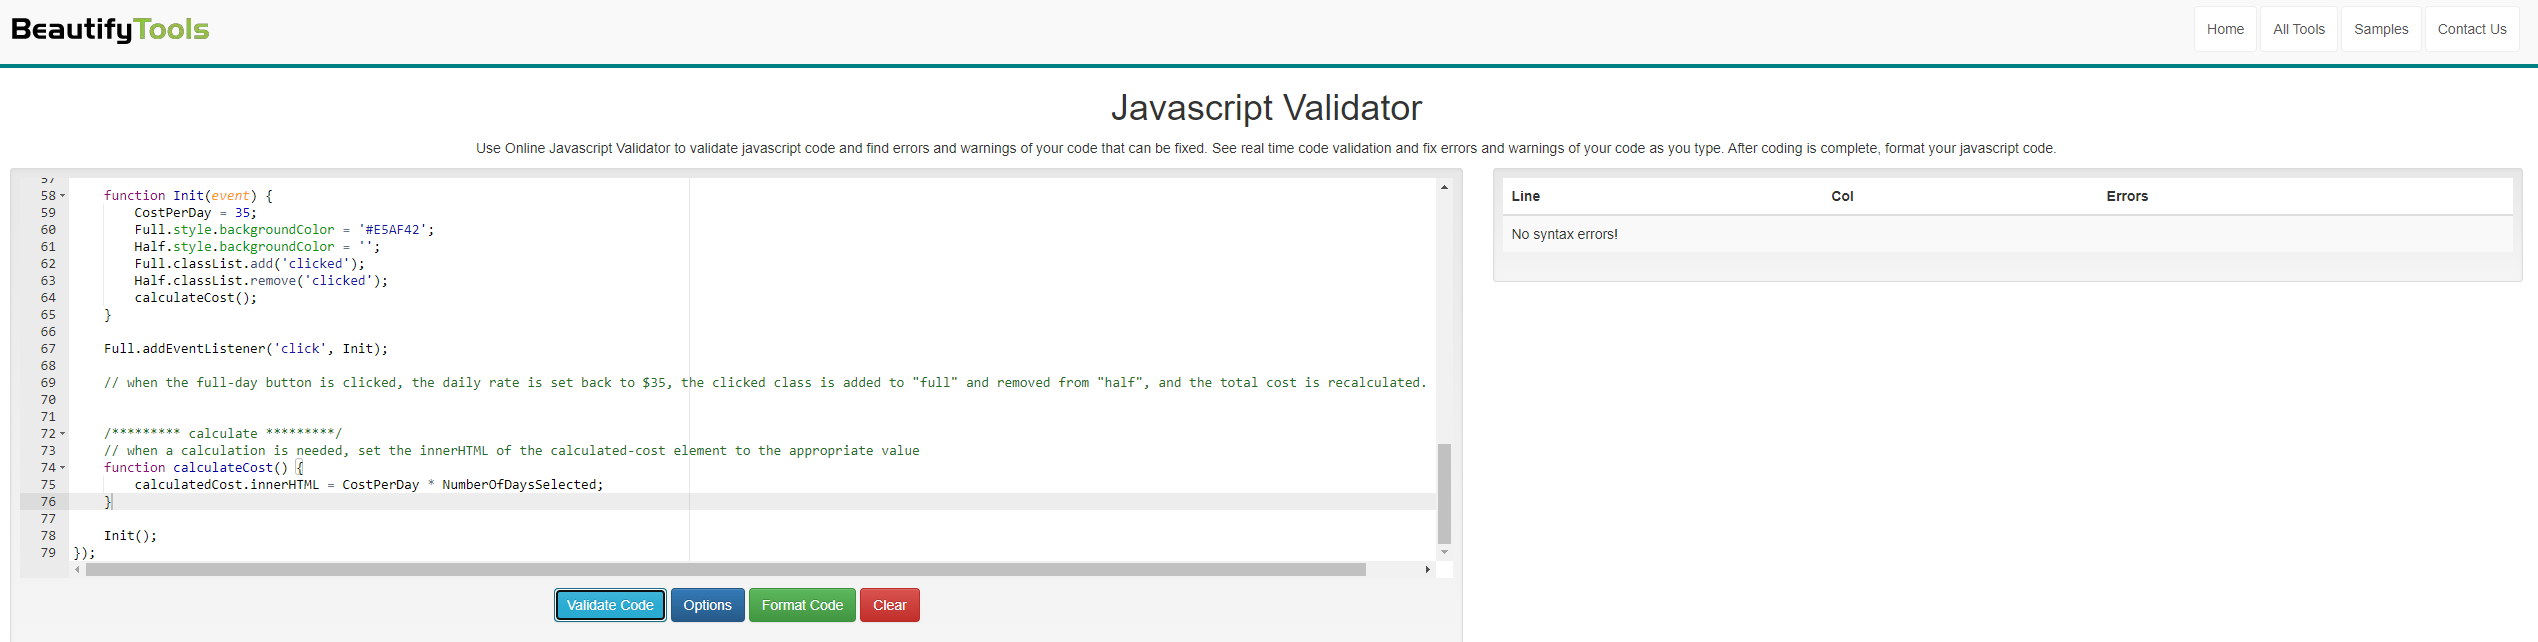 BeautifyTools
Home
All Tools
Samples
Contact Us
Javascript Validator
Use Online Javascript Validator to validate javascript code and find errors and warnings of your code that can be fixed. See real time code validation and fix errors and warnings of your code as you type. After coding is complete, format your javascript code.
57
58 function Init(event) {
59 CostPerDay = 35;
60 Full.style.backgroundColor = '#E5AF42';
61 Half.style.backgroundColor = '';
62 Full.classList.add('clicked');
63 Half.classList.remove('clicked');
64 calculateCost();
65 }
66
67 Full.addEventListener('click', Init);
68
69 // when the full-day button is clicked, the daily rate is set back to $35, the clicked class is added to "full" and removed from "half", and the total cost is recalculated.
70
71
72 /********* calculate *********/
73 // when a calculation is needed, set the innerHTML of the calculated-cost element to the appropriate value
74 function calculateCost() {
75 calculatedCost.innerHTML = CostPerDay * NumberOfDaysSelected;
76 }
77
78 Init();
79 });
Validate Code
Options
Format Code
Clear
Line Col Errors
No syntax errors!